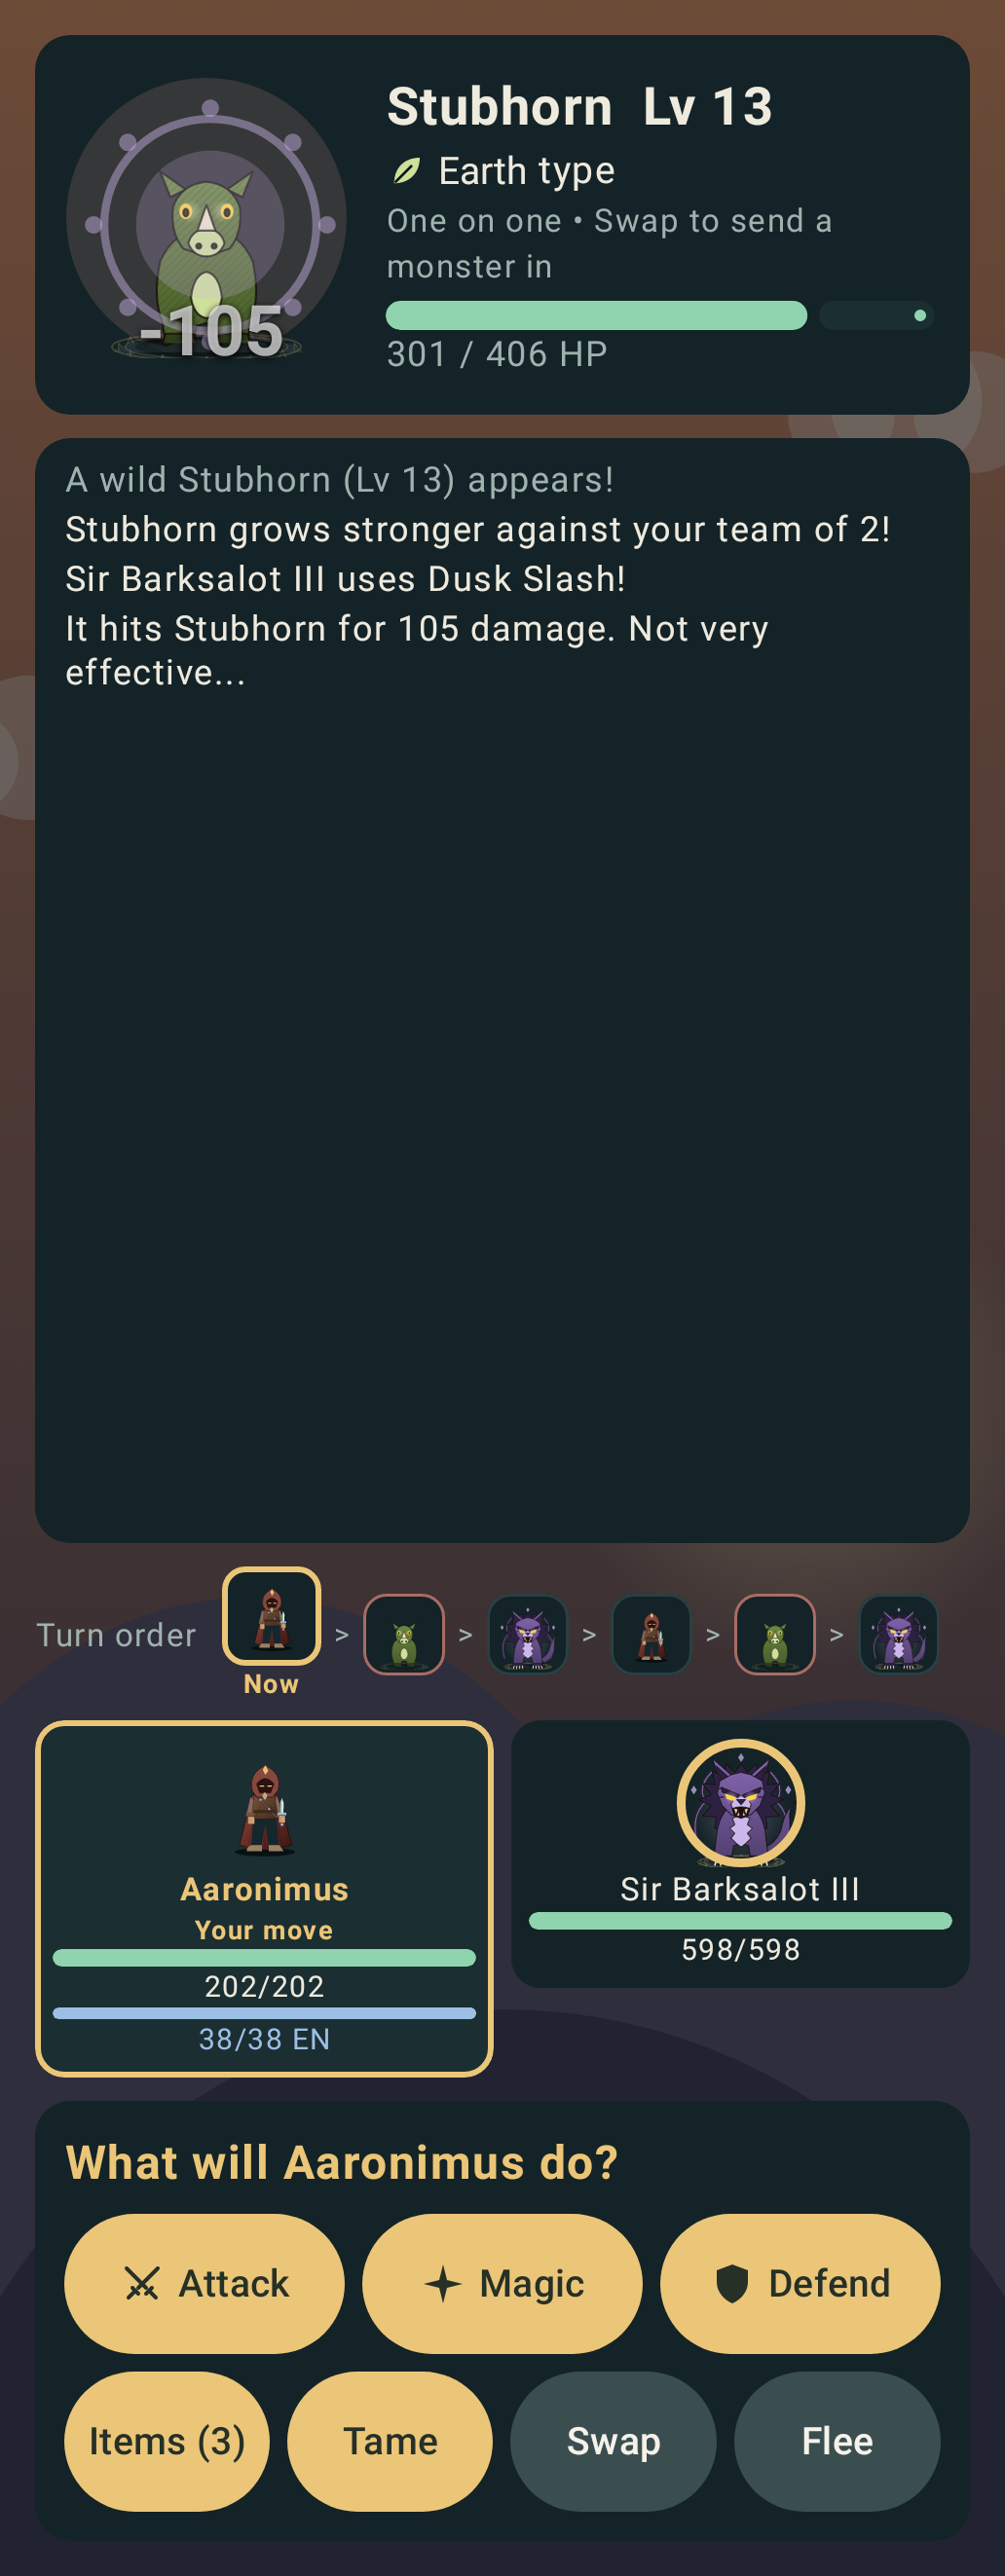 Stubhorn Lv 13
Earth type
One on one • Swap to send a
monster in
-105
301 / 406 HP
A wild Stubhorn (Lv 13) appears!
Stubhorn grows stronger against your team of 2!
Sir Barksalot III uses Dusk Slash!
It hits Stubhorn for 105 damage. Not very
effective...
Turn order > > > > >
Now
Aaronimus
Your move
202/202
38/38 EN
Sir Barksalot III
598/598
What will Aaronimus do?
Attack Magic Defend
Items (3) Tame Swap Flee